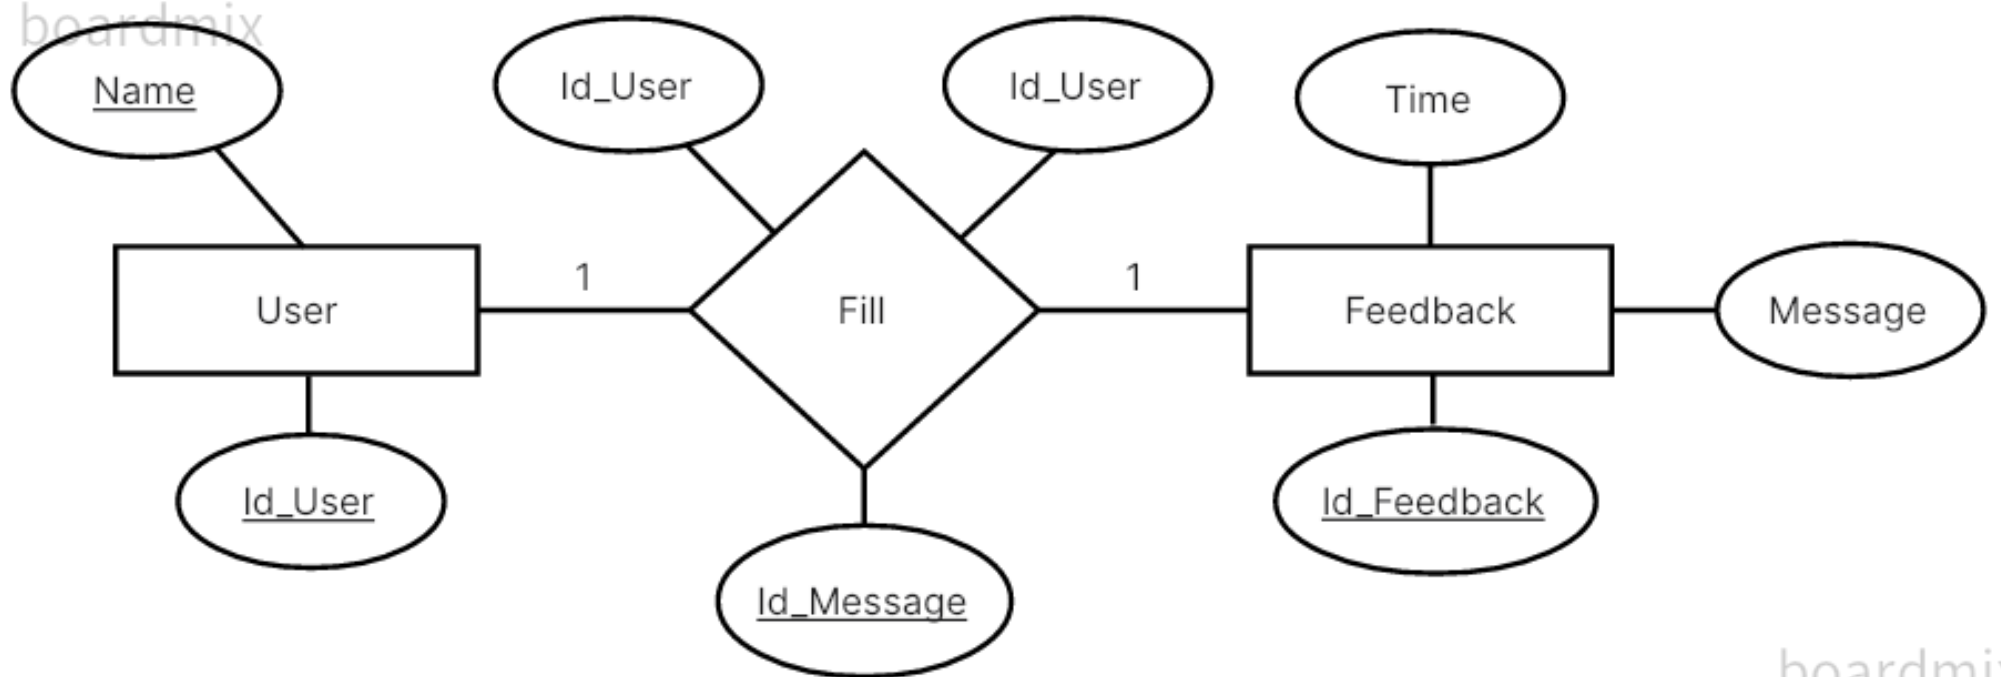 boardmix
Name
Id_User
Id_User
Time
User
1
Fill
1
Feedback
Message
Id_User
Id_Feedback
Id_Message